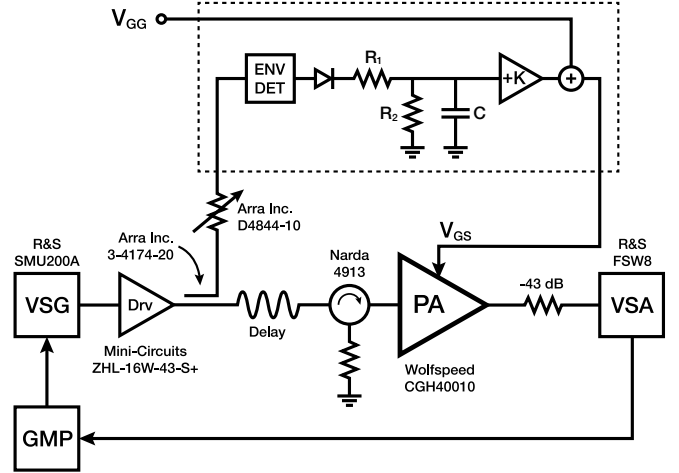 V_GG
ENV
DET
R₁
R₂
C
+K
+
Arra Inc.
D4844-10
Arra Inc.
3-4174-20
R&S
SMU200A
VSG
Drv
Mini-Circuits
ZHL-16W-43-S+
Delay
Narda
4913
V_GS
PA
Wolfspeed
CGH40010
-43 dB
R&S
FSW8
VSA
GMP